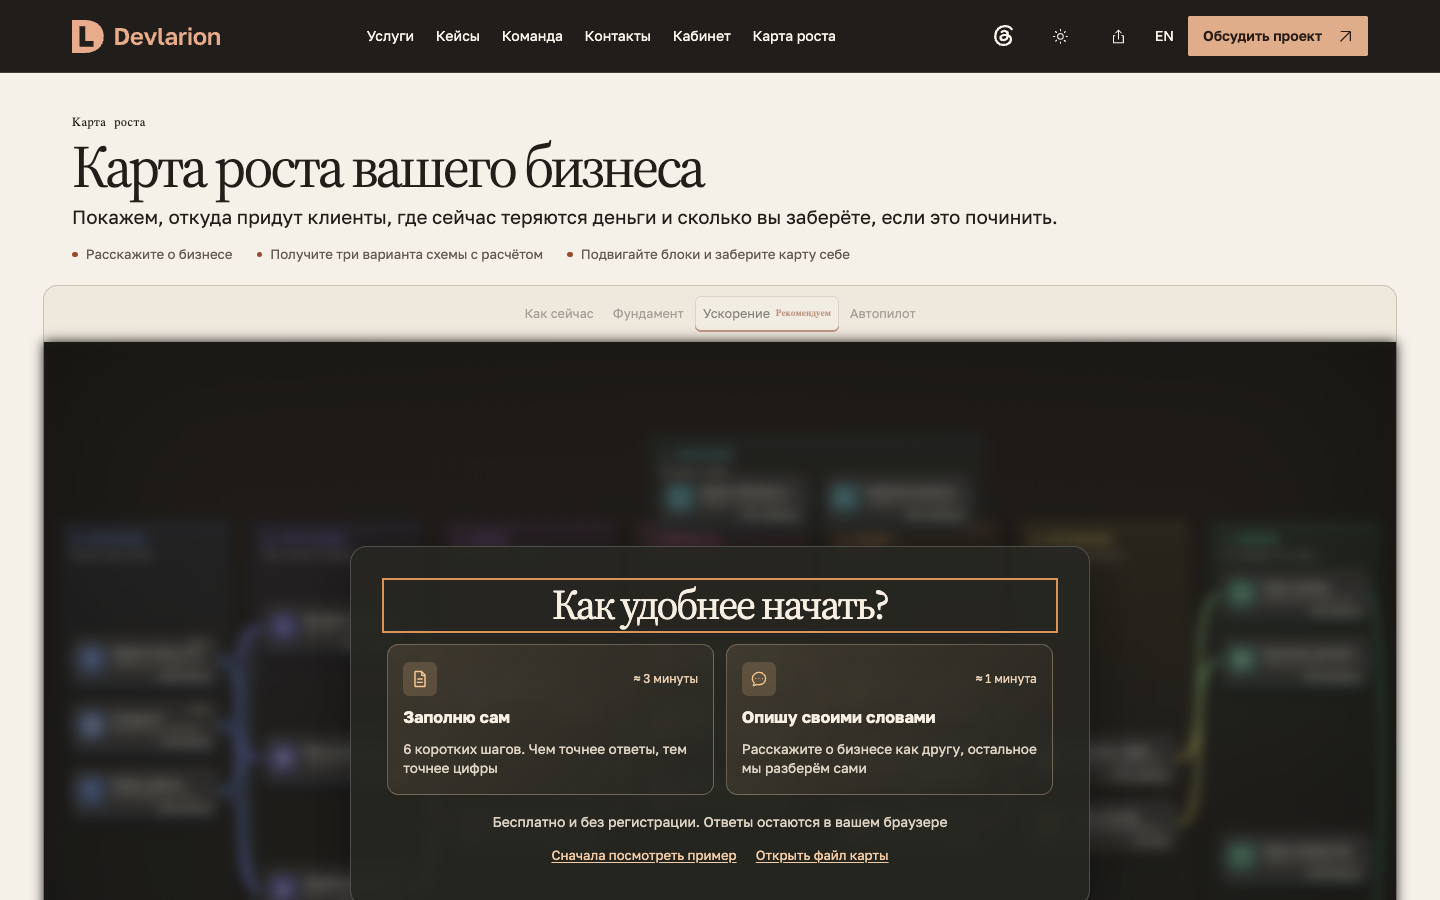 Devlarion
Услуги Кейсы Команда Контакты Кабинет Карта роста
EN
Обсудить проект
Карта роста
Карта роста вашего бизнеса
Покажем, откуда придут клиенты, где сейчас теряются деньги и сколько вы заберёте, если это починить.
Расскажите о бизнесе
Получите три варианта схемы с расчётом
Подвигайте блоки и заберите карту себе
Как сейчас Фундамент Ускорение Рекомендуем Автопилот
Как удобнее начать?
≈ 3 минуты
Заполню сам
6 коротких шагов. Чем точнее ответы, тем
точнее цифры
≈ 1 минута
Опишу своими словами
Расскажите о бизнесе как другу, остальное
мы разберём сами
Бесплатно и без регистрации. Ответы остаются в вашем браузере
Сначала посмотреть пример Открыть файл карты